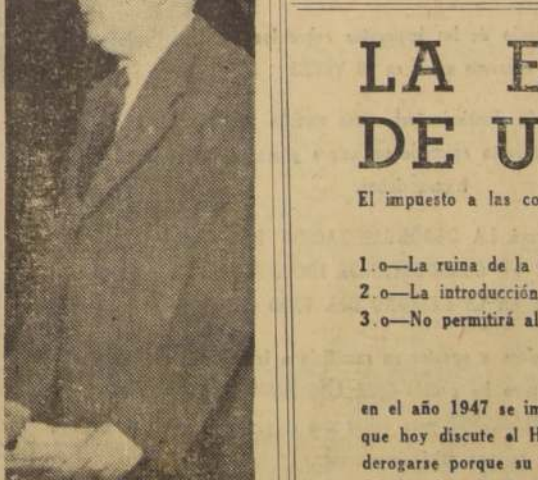 LA E
DE U
El impuesto a las co
1.o—La ruina de la
2.o—La introducción
3.o—No permitirá al
en el año 1947 se im
que hoy discute el H
derogarse porque su